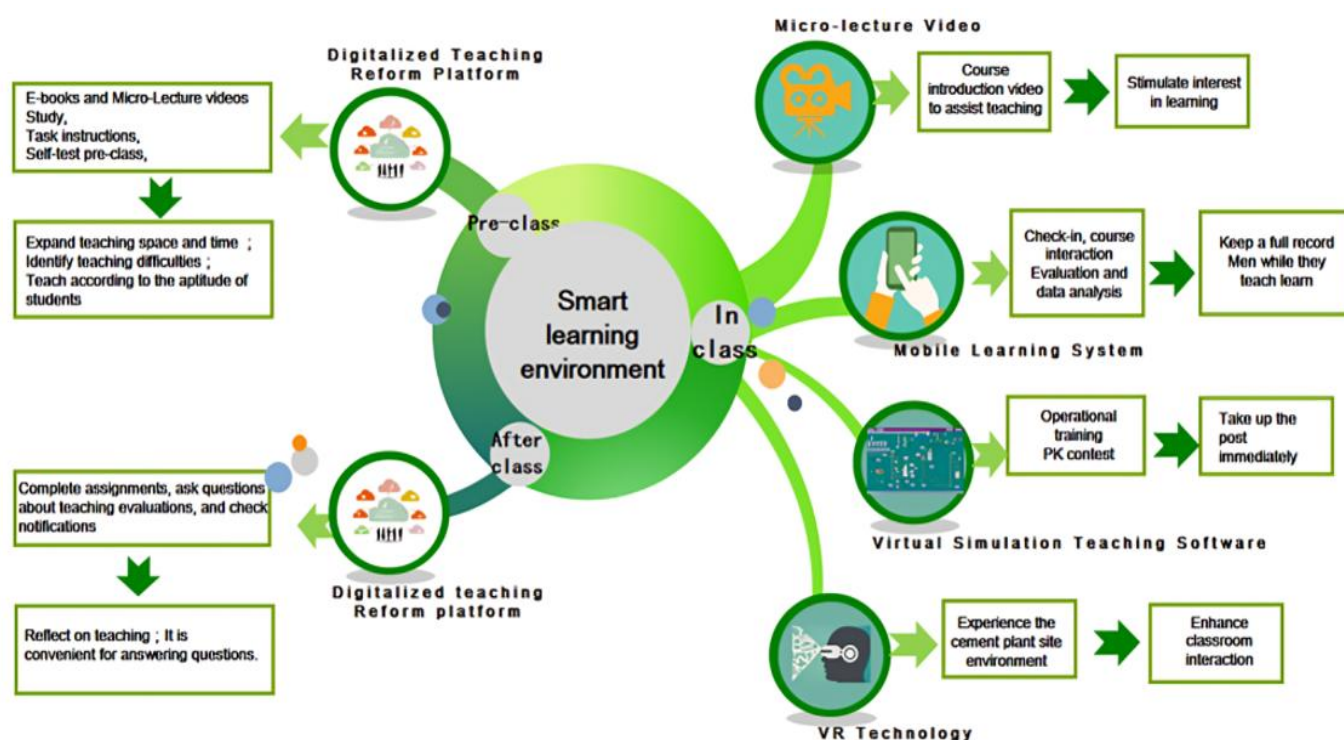 Micro-lecture Video
Digitalized Teaching
Reform Platform
E-books and Micro-Lecture videos
Study,
Task instructions,
Self-test pre-class,
Course
introduction video
to assist teaching
Stimulate interest
in learning
Pre-class
Expand teaching space and time ;
Identify teaching difficulties ;
Teach according to the aptitude of
students
Check-in, course
interaction
Evaluation and
data analysis
Keep a full record
Men while they
teach learn
Smart
learning
environment
In
class
Mobile Learning System
After
class
Operational
training
PK contest
Take up the
post
immediately
Complete assignments, ask questions
about teaching evaluations, and check
notifications
Virtual Simulation Teaching Software
Digitalized teaching
Reform platform
Reflect on teaching ; It is
convenient for answering questions.
Experience the
cement plant site
environment
Enhance
classroom
interaction
VR Technology